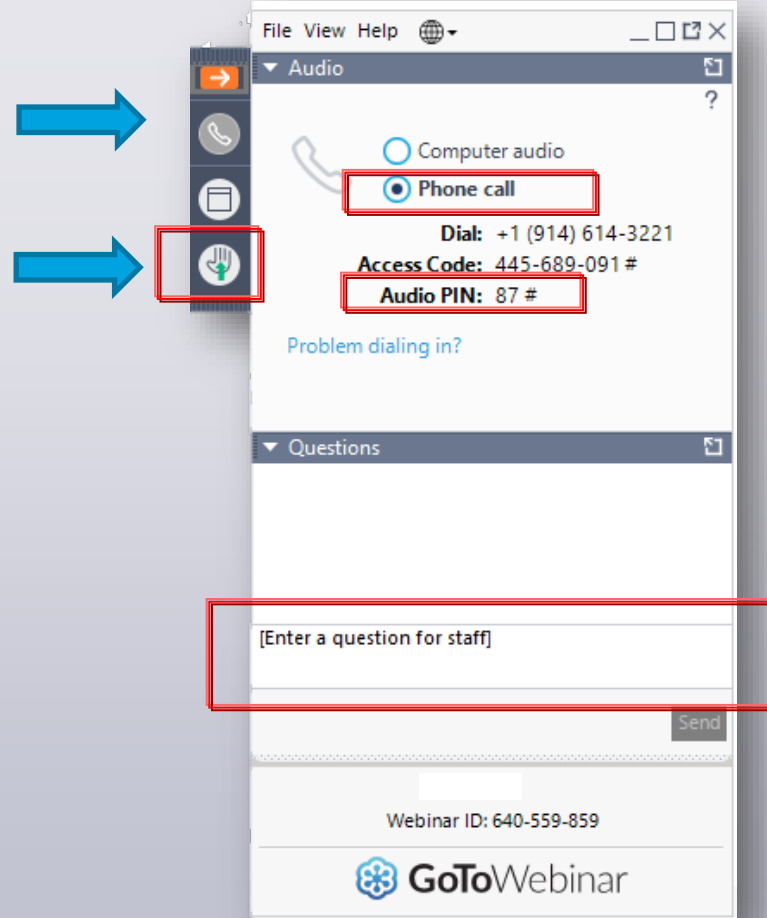 File View Help
Audio
?
Computer audio
Phone call
Dial: +1 (914) 614-3221
Access Code: 445-689-091 #
Audio PIN: 87 #
Problem dialing in?
Questions
[Enter a question for staff]
Send
Webinar ID: 640-559-859
GoToWebinar